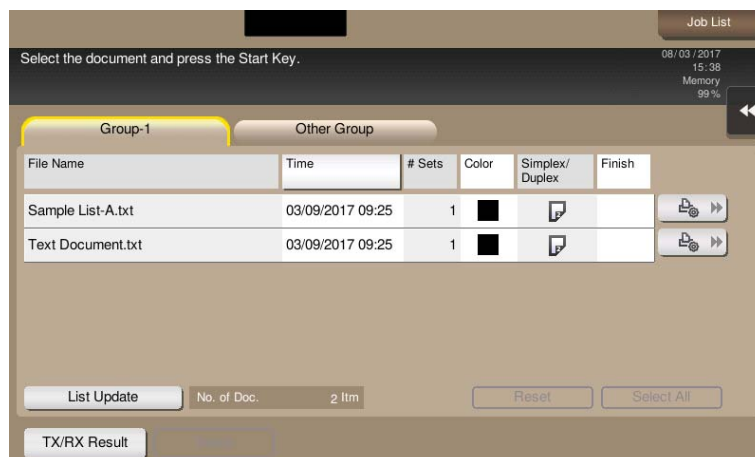 Job List
Select the document and press the Start Key.
08/03/2017
15:38
Memory
99 %
Group-1
Other Group
File Name
Time
# Sets
Color
Simplex/
Duplex
Finish
Sample List-A.txt
03/09/2017 09:25
1
Text Document.txt
03/09/2017 09:25
1
List Update
No. of Doc.
2 Itm
Reset
Select All
TX/RX Result